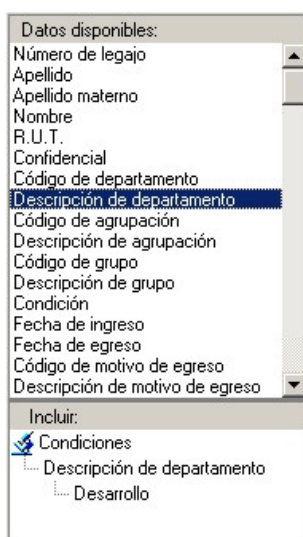 Datos disponibles:
Número de legajo
Apellido
Apellido materno
Nombre
R.U.T.
Confidencial
Código de departamento
Descripción de departamento
Código de agrupación
Descripción de agrupación
Código de grupo
Descripción de grupo
Condición
Fecha de ingreso
Fecha de egreso
Código de motivo de egreso
Descripción de motivo de egreso
Incluir:
Condiciones
Descripción de departamento
Desarrollo